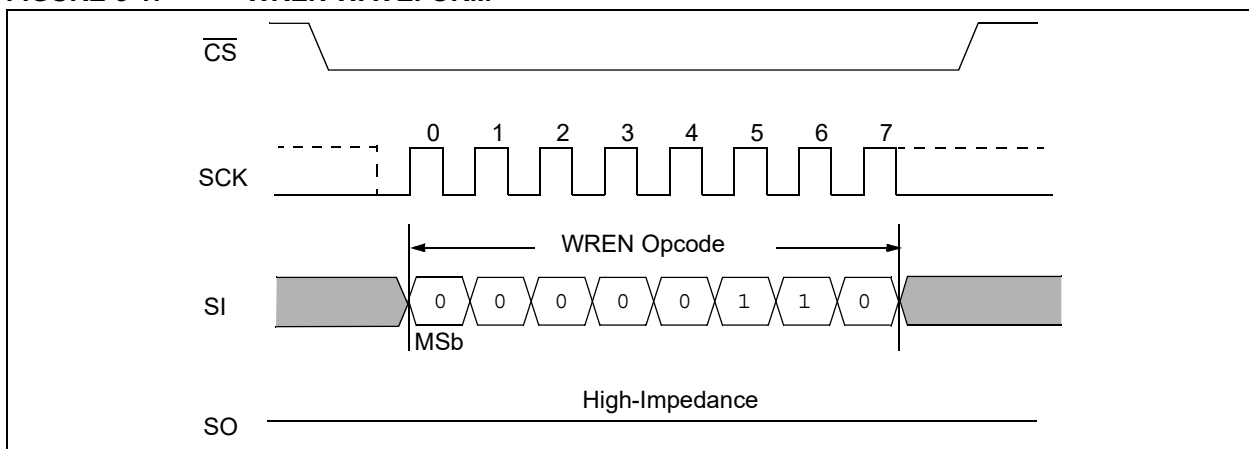 CS
0 1 2 3 4 5 6 7
SCK
WREN Opcode
SI 0 0 0 0 0 1 1 0
MSb
High-Impedance
SO